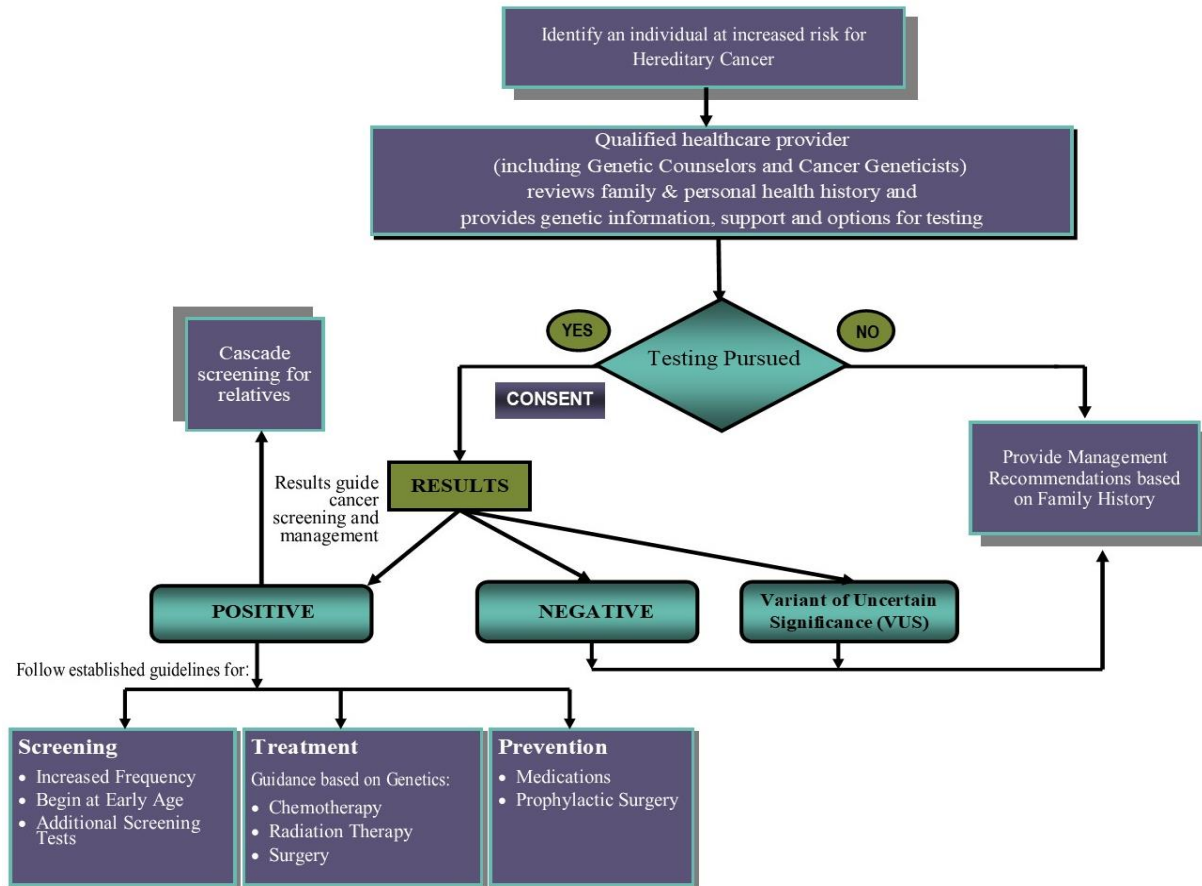 Identify an individual at increased risk for
Hereditary Cancer
Qualified healthcare provider
(including Genetic Counselors and Cancer Geneticists)
reviews family & personal health history and
provides genetic information, support and options for testing
YES
NO
Testing Pursued
CONSENT
Cascade
screening for
relatives
Provide Management
Recommendations based
on Family History
Results guide
cancer
screening and
management
RESULTS
POSITIVE
NEGATIVE
Variant of Uncertain
Significance (VUS)
Follow established guidelines for:
Screening
• Increased Frequency
• Begin at Early Age
• Additional Screening
Tests
Treatment
Guidance based on Genetics:
• Chemotherapy
• Radiation Therapy
• Surgery
Prevention
• Medications
• Prophylactic Surgery